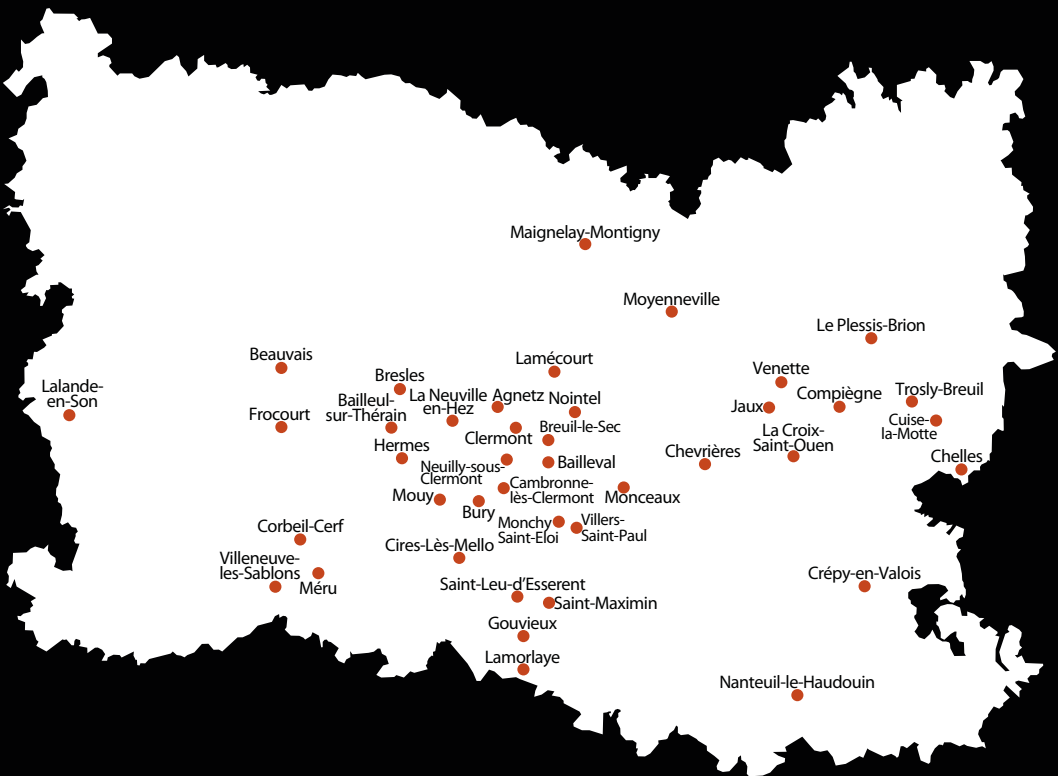 Maignelay-Montigny
Moyenneville
Le Plessis-Brion
Beauvais
Lamécourt
Venette
Bresles
Lalande-
en-Son
La Neuville
en-Hez
Agnetz
Nointel
Compiègne
Trosly-Breuil
Bailleul-
sur-Thérain
Jaux
Frocourt
Clermont
Breuil-le-Sec
Cuise-
la-Motte
La Croix-
Saint-Ouen
Hermes
Chevrières
Chelles
Neuilly-sous-
Clermont
Bailleval
Cambronne-
lès-Clermont
Mouy
Monceaux
Bury
Monchy
Saint-Eloi
Villers-
Saint-Paul
Corbeil-Cerf
Cires-Lès-Mello
Villeneuve-
les-Sablons
Méru
Crépy-en-Valois
Saint-Leu-d'Esserent
Saint-Maximin
Gouvieux
Lamorlaye
Nanteuil-le-Haudouin